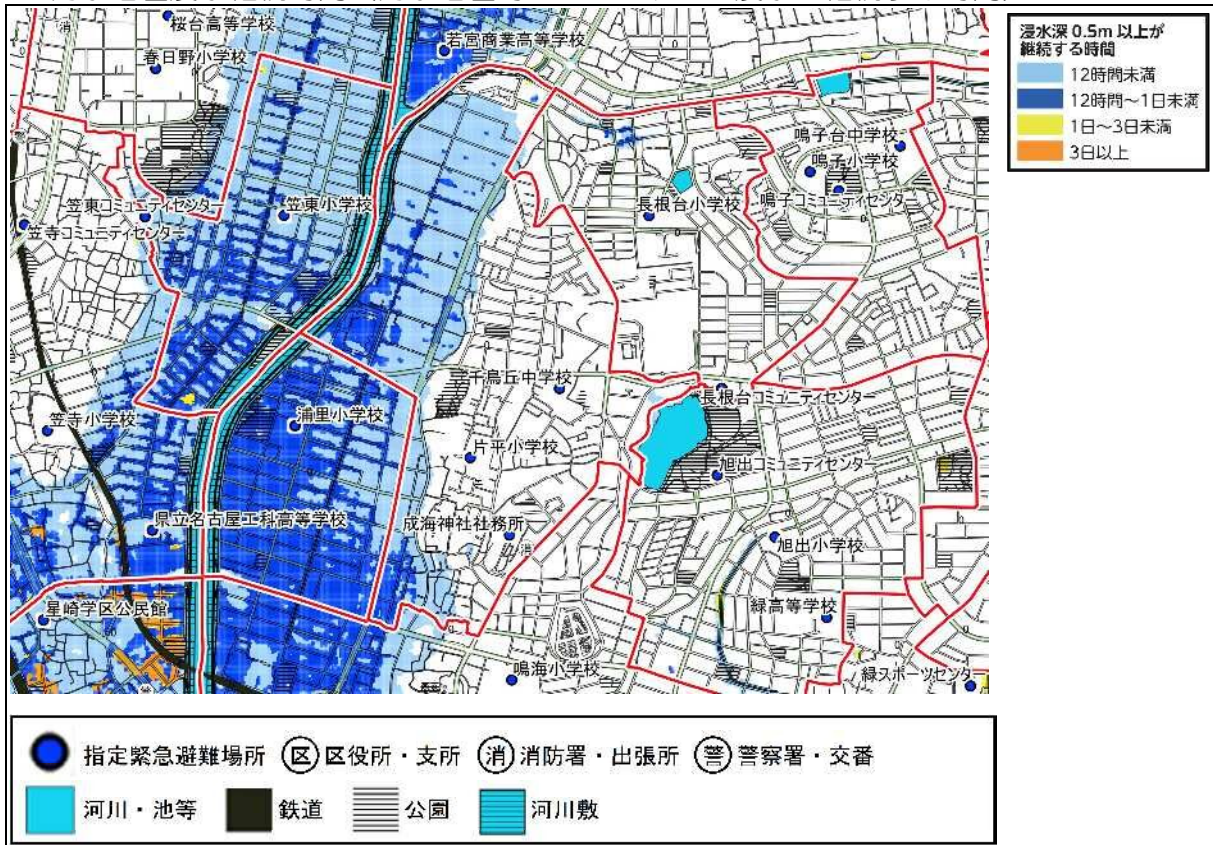 桜台高等学校
春日野小学校
若宮商業高等学校
鳴子台中学校
鳴子小学校
笠東コミュニティセンター
笠東小学校
長根台小学校
鳴子コミュニティセンタ
笠寺コミュニティセンター
千鳥丘中学校
長根台コミュニティセンター
笠寺小学校
浦里小学校
片平小学校
旭出コミュニティセンター
県立名古屋工科高等学校
成海神社社務所
旭出小学校
星崎学区公民館
緑高等学校
鳴海小学校
緑スポーツセンター
浸水深 0.5m 以上が
継続する時間
12時間未満
12時間～1日未満
1日～3日未満
3日以上
指定緊急避難場所 区 区役所・支所 消 消防署・出張所 警 警察署・交番
河川・池等 鉄道 公園 河川敷